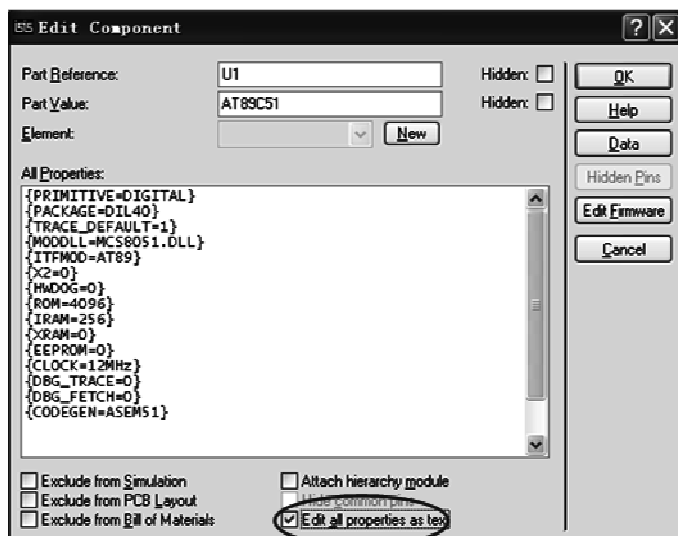 ISIS Edit Component
Part Reference: U1 Hidden:
Part Value: AT89C51 Hidden:
Element: New
All Properties:
{PRIMITIVE=DIGITAL}
{PACKAGE=DIL40}
{TRACE_DEFAULT=1}
{MODDLL=MCS8051.DLL}
{ITFMOD=AT89}
{X2=0}
{HWDOG=0}
{ROM=4096}
{IRAM=256}
{XRAM=0}
{EEPROM=0}
{CLOCK=12MHz}
{DBG_TRACE=0}
{DBG_FETCH=0}
{CODEGEN=ASEM51}
OK
Help
Data
Hidden Pins
Edit Firmware
Cancel
Exclude from Simulation
Exclude from PCB Layout
Exclude from Bill of Materials
Attach hierarchy module
Hide common pins
Edit all properties as text